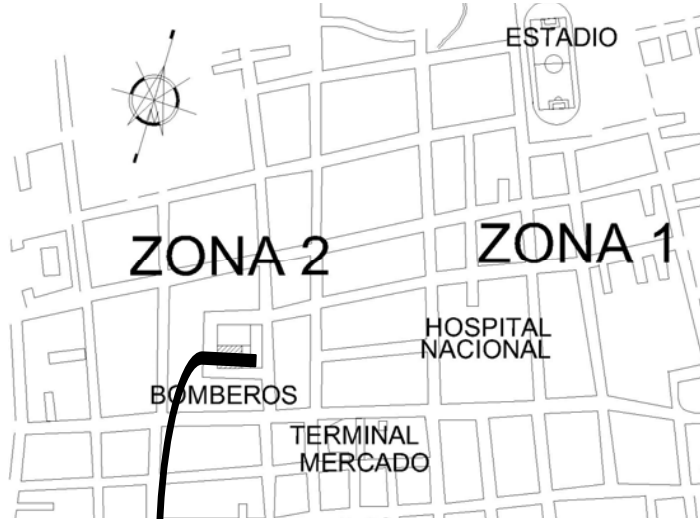 ESTADIO
ZONA 2
ZONA 1
HOSPITAL
NACIONAL
BOMBEROS
TERMINAL
MERCADO